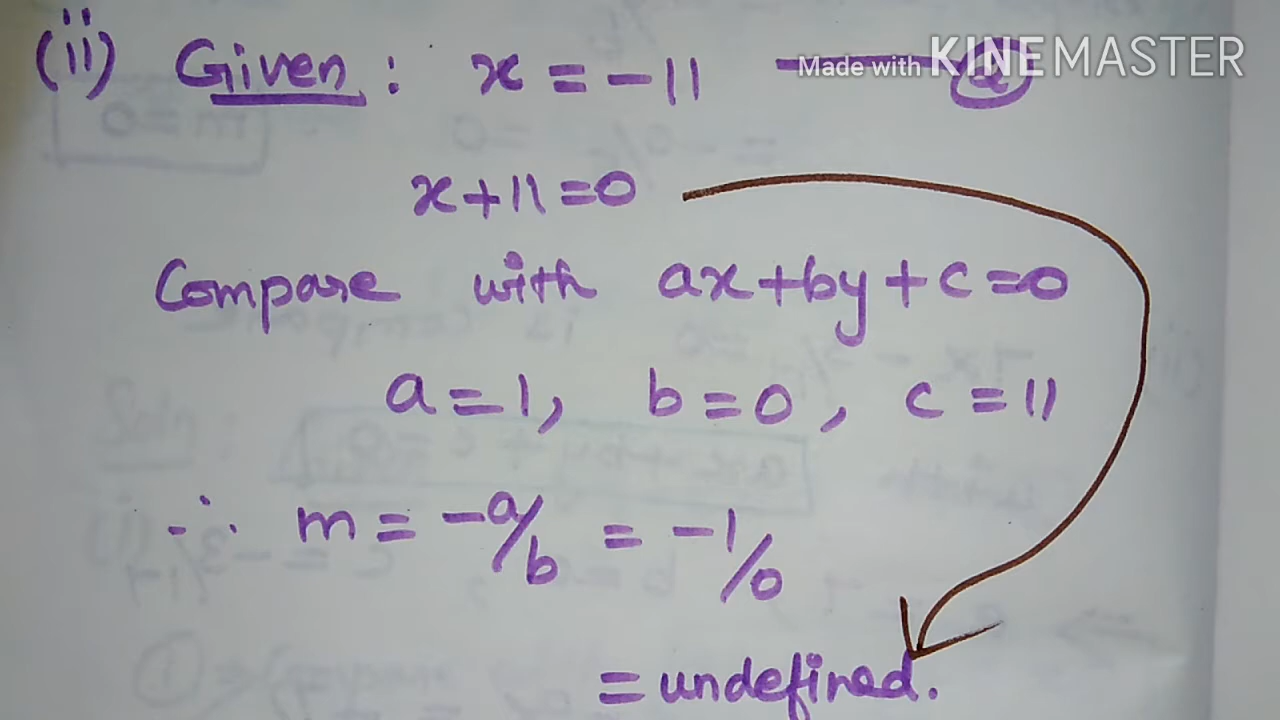 (ii) Given : x = -11 ——— a
Made with KINEMASTER
x+11=0
Compare with ax+by+c=0
a=1, b=0, c=11
∴ m = -a/b = -1/0
= undefined.